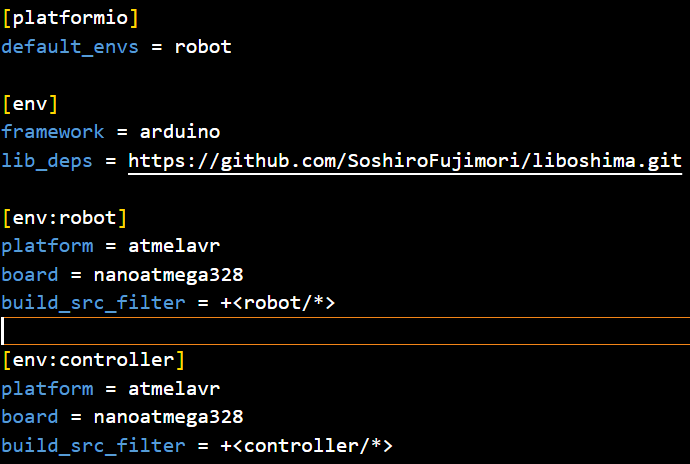 [platformio]
default_envs = robot
[env]
framework = arduino
lib_deps = https://github.com/SoshiroFujimori/liboshima.git
[env:robot]
platform = atmelavr
board = nanoatmega328
build_src_filter = +<robot/*>
[env:controller]
platform = atmelavr
board = nanoatmega328
build_src_filter = +<controller/*>